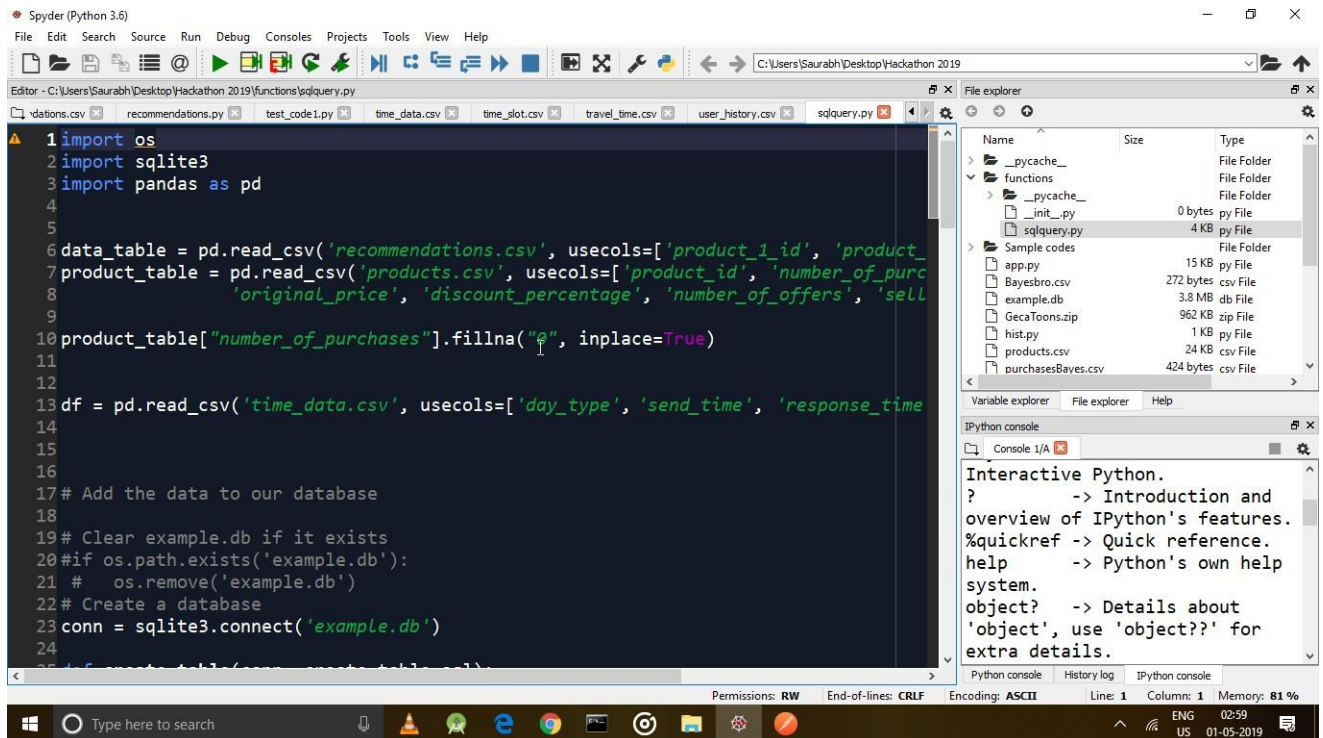 Spyder (Python 3.6)
File Edit Search Source Run Debug Consoles Projects Tools View Help
C:\Users\Saurabh\Desktop\Hackathon 2019
Editor - C:\Users\Saurabh\Desktop\Hackathon 2019\functions\sqlquery.py
dations.csv recommendations.py test_code1.py time_data.csv time_slot.csv travel_time.csv user_history.csv sqlquery.py
1 import os
2 import sqlite3
3 import pandas as pd
4
5
6 data_table = pd.read_csv('recommendations.csv', usecols=['product_1_id', 'product_
7 product_table = pd.read_csv('products.csv', usecols=['product_id', 'number_of_purc
8 'original_price', 'discount_percentage', 'number_of_offers', 'sell
9
10 product_table["number_of_purchases"].fillna("0", inplace=True)
11
12
13 df = pd.read_csv('time_data.csv', usecols=['day_type', 'send_time', 'response_time
14
15
16
17 # Add the data to our database
18
19 # Clear example.db if it exists
20 #if os.path.exists('example.db'):
21 #    os.remove('example.db')
22 # Create a database
23 conn = sqlite3.connect('example.db')
24
File explorer
Name Size Type
__pycache__ File Folder
functions File Folder
__pycache__ File Folder
__init__.py 0 bytes py File
sqlquery.py 4 KB py File
Sample codes File Folder
app.py 15 KB py File
Bayesbro.csv 272 bytes csv File
example.db 3.8 MB db File
GecaToons.zip 962 KB zip File
hist.py 1 KB py File
products.csv 24 KB csv File
purchasesBayes.csv 424 bytes csv File
Variable explorer File explorer Help
IPython console
Console 1/A
Interactive Python.
? -> Introduction and
overview of IPython's features.
%quickref -> Quick reference.
help -> Python's own help
system.
object? -> Details about
'object', use 'object??' for
extra details.
Python console History log IPython console
Permissions: RW End-of-lines: CRLF Encoding: ASCII Line: 1 Column: 1 Memory: 81 %
Type here to search
ENG
US
02:59
01-05-2019